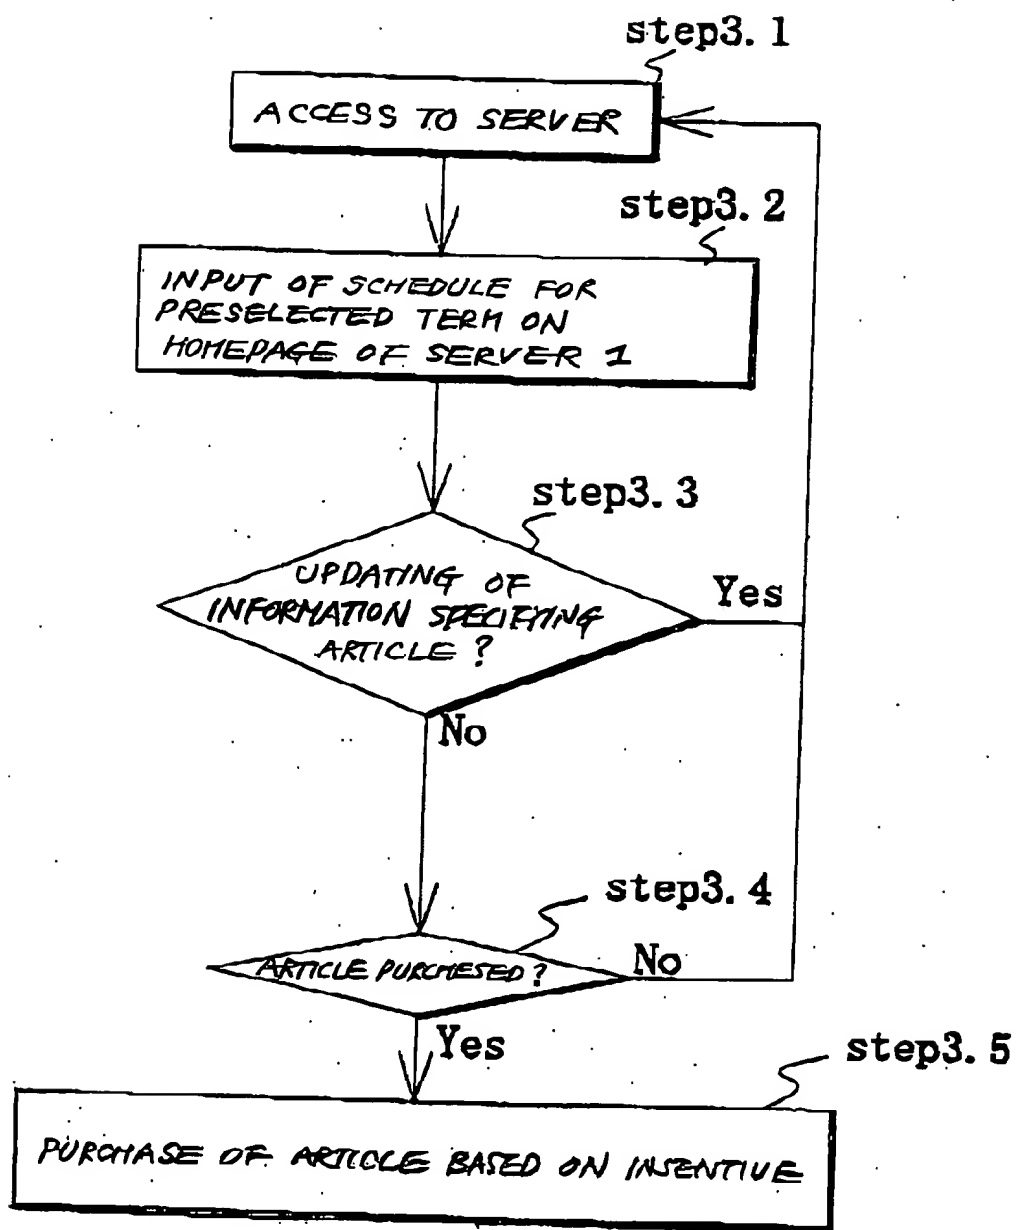 step3. 1
ACCESS TO SERVER
step3. 2
INPUT OF SCHEDULE FOR
PRESELECTED TERM ON
HOMEPAGE OF SERVER 1
step3. 3
UPDATING OF
INFORMATION SPECIFYING
ARTICLE ?
Yes
No
step3. 4
ARTICLE PURCHESED ?
No
Yes
step3. 5
PURCHASE OF ARTICLE BASED ON INSENTIVE